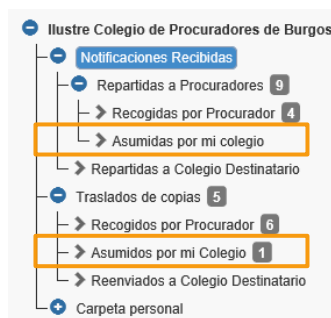 Ilustre Colegio de Procuradores de Burgos
Notificaciones Recibidas
Repartidas a Procuradores 9
Recogidas por Procurador 4
Asumidas por mi colegio
Repartidas a Colegio Destinatario
Traslados de copias 5
Recogidos por Procurador 6
Asumidos por mi Colegio 1
Reenviados a Colegio Destinatario
Carpeta personal